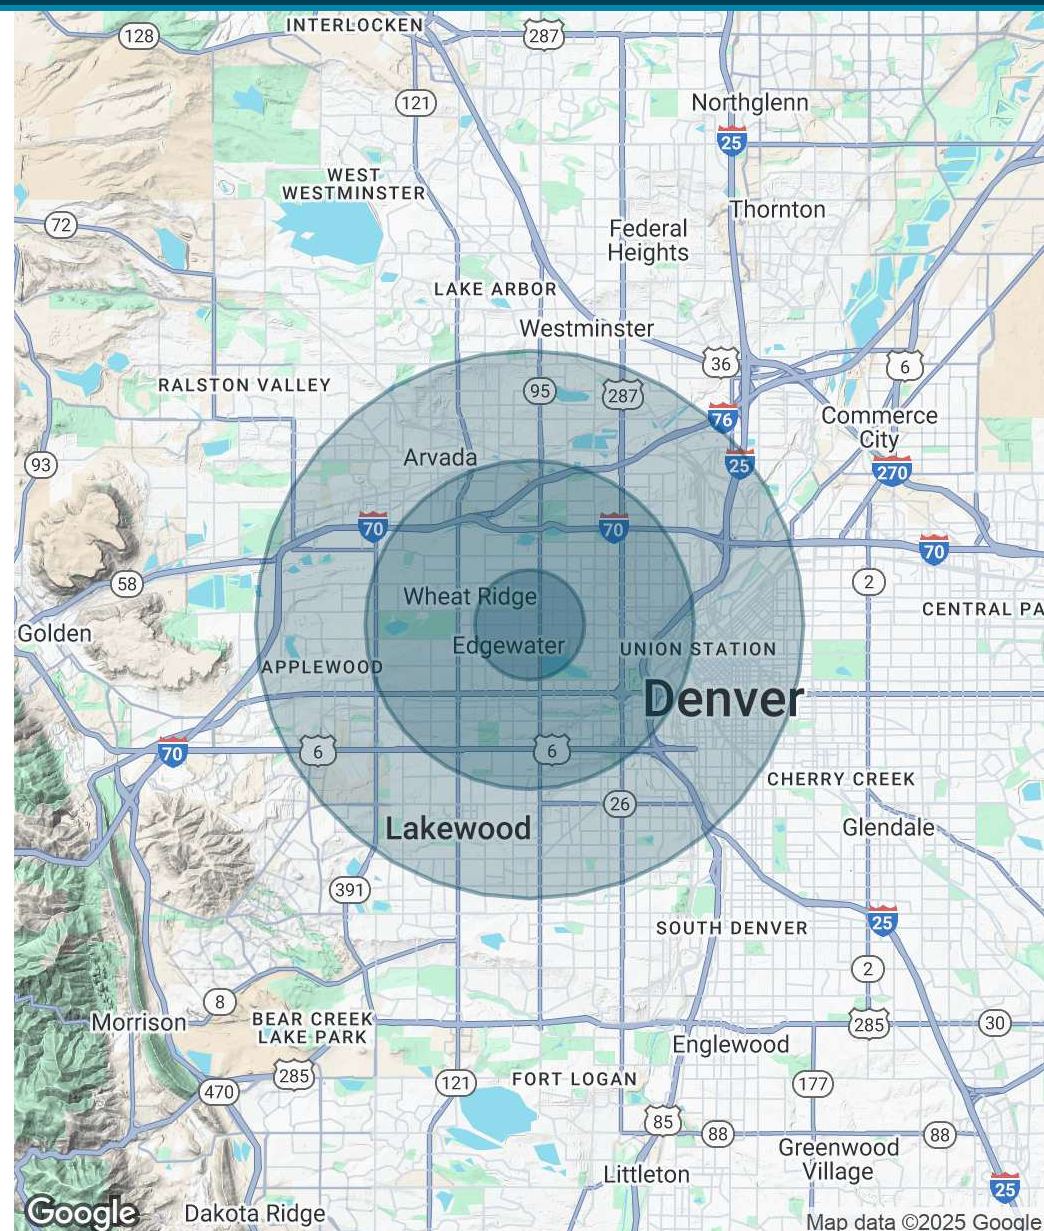 INTERLOCKEN
128
287
121
Northglenn
25
WEST
WESTMINSTER
Thornton
72
Federal
Heights
LAKE ARBOR
Westminster
36
6
RALSTON VALLEY
95
287
76
Commerce
City
Arvada
93
25
270
70
70
70
58
2
Wheat Ridge
CENTRAL PA
Golden
Edgewater
UNION STATION
APPLEWOOD
Denver
70
6
6
CHERRY CREEK
26
Lakewood
Glendale
391
25
SOUTH DENVER
2
8
Morrison
BEAR CREEK
LAKE PARK
285
30
Englewood
285
FORT LOGAN
470
121
177
85
88
88
Greenwood
Village
Littleton
25
Google
Dakota Ridge
Map data ©2025 Google